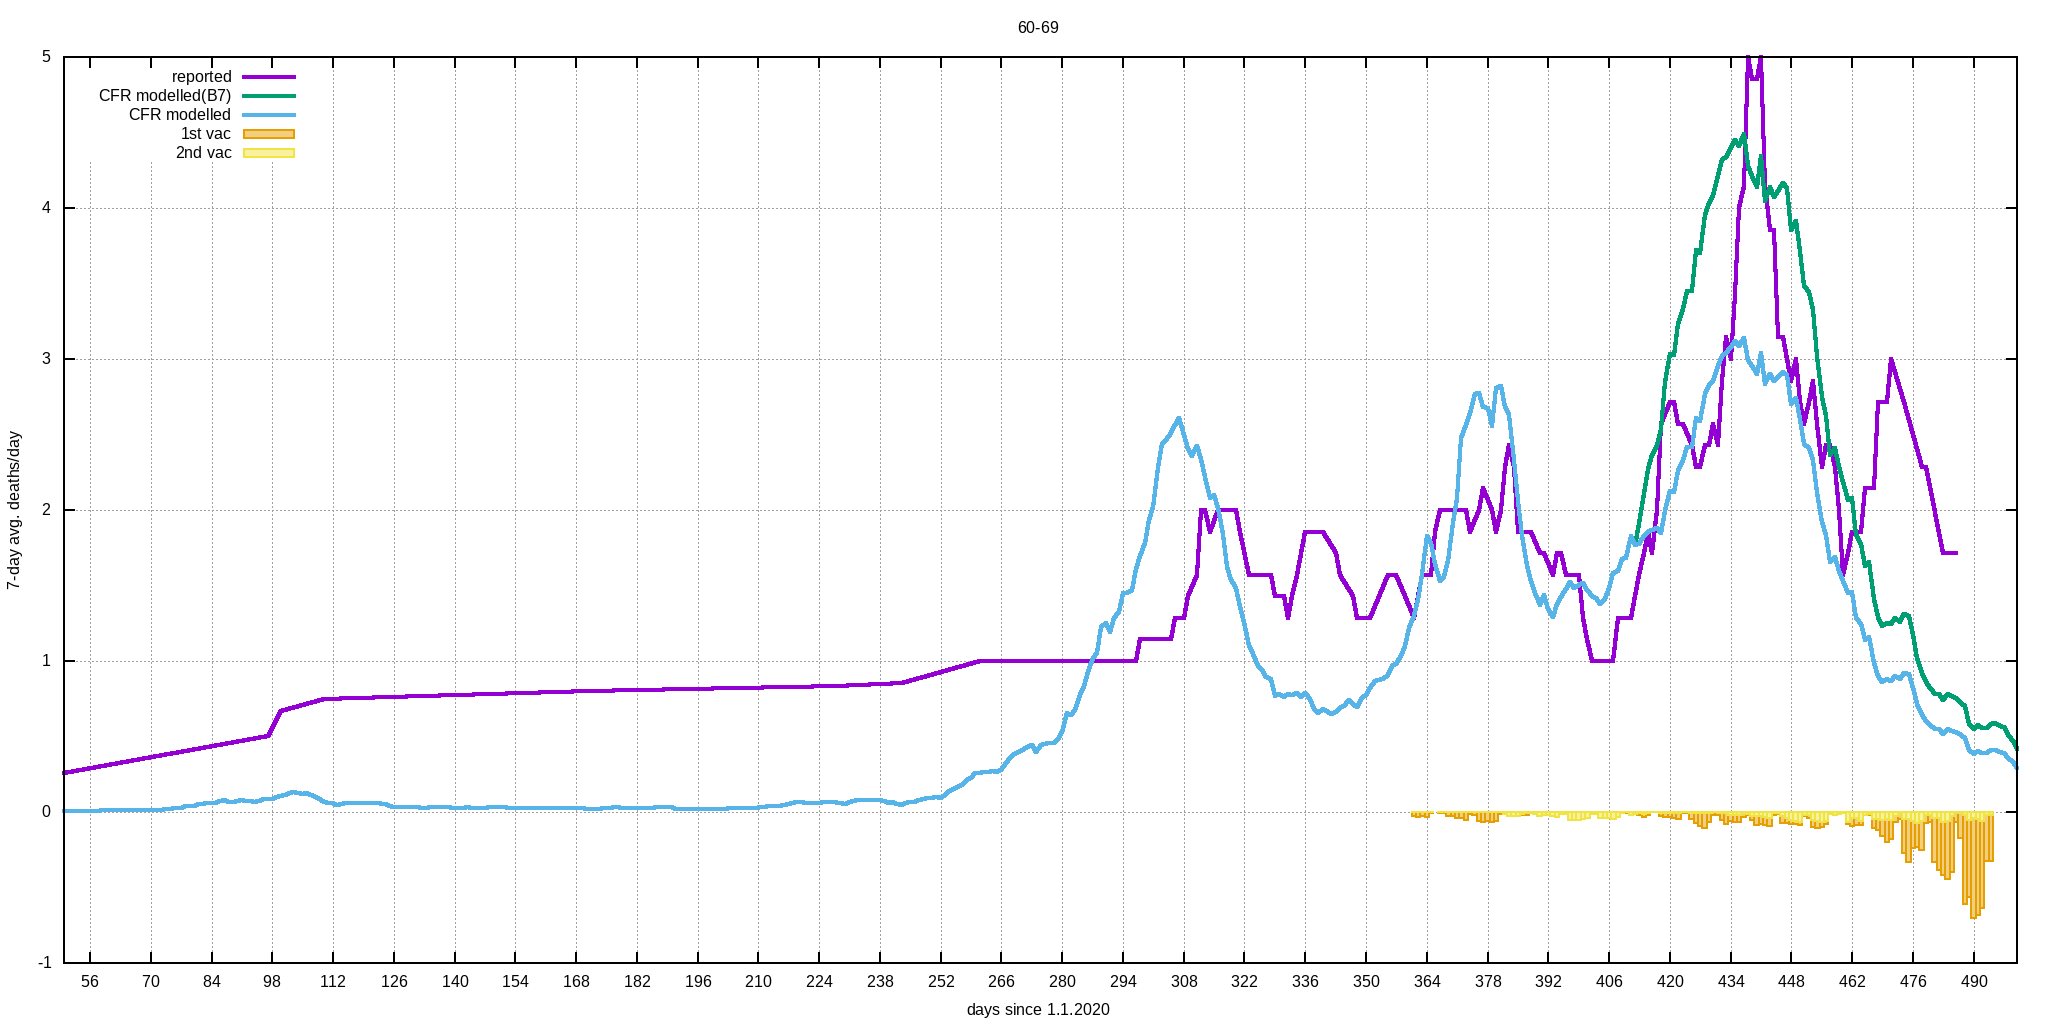 60-69
reported
CFR modelled(B7)
CFR modelled
1st vac
2nd vac
5
4
3
2
1
0
-1
7-day avg. deaths/day
56 70 84 98 112 126 140 154 168 182 196 210 224 238 252 266 280 294 308 322 336 350 364 378 392 406 420 434 448 462 476 490
days since 1.1.2020